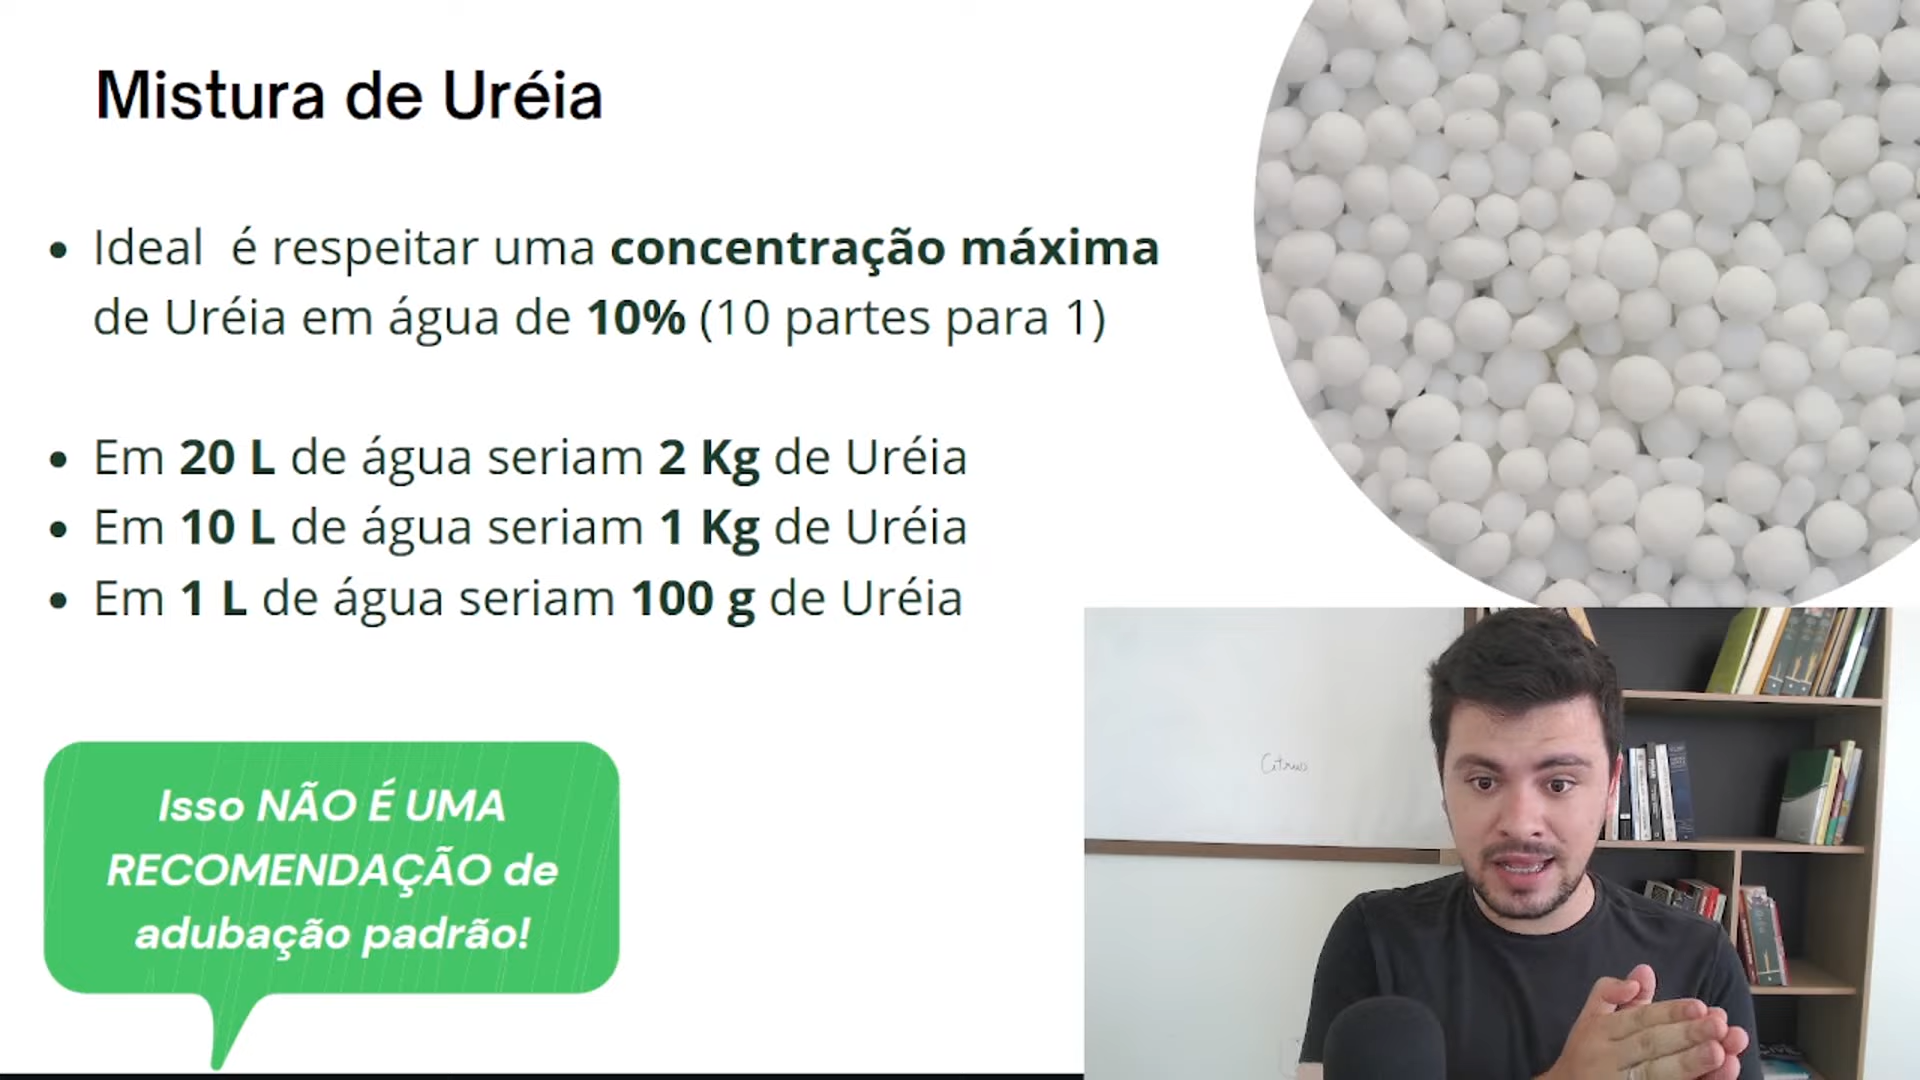 Mistura de Uréia
• Ideal é respeitar uma concentração máxima
de Uréia em água de 10% (10 partes para 1)
• Em 20 L de água seriam 2 Kg de Uréia
• Em 10 L de água seriam 1 Kg de Uréia
• Em 1 L de água seriam 100 g de Uréia
Isso NÃO É UMA
RECOMENDAÇÃO de
adubação padrão!
Citrus